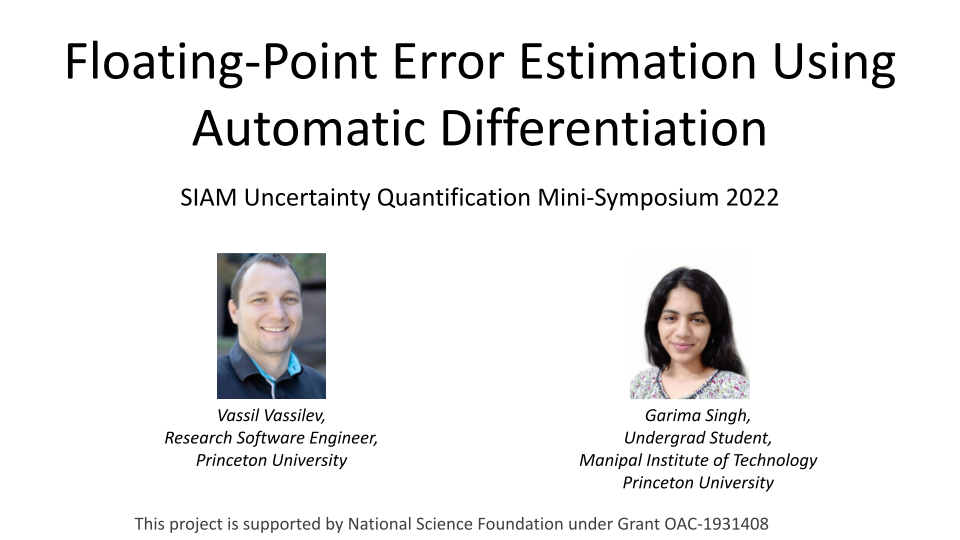 Floating-Point Error Estimation Using
Automatic Differentiation
SIAM Uncertainty Quantification Mini-Symposium 2022
Vassil Vassilev,
Research Software Engineer,
Princeton University
Garima Singh,
Undergrad Student,
Manipal Institute of Technology
Princeton University
This project is supported by National Science Foundation under Grant OAC-1931408